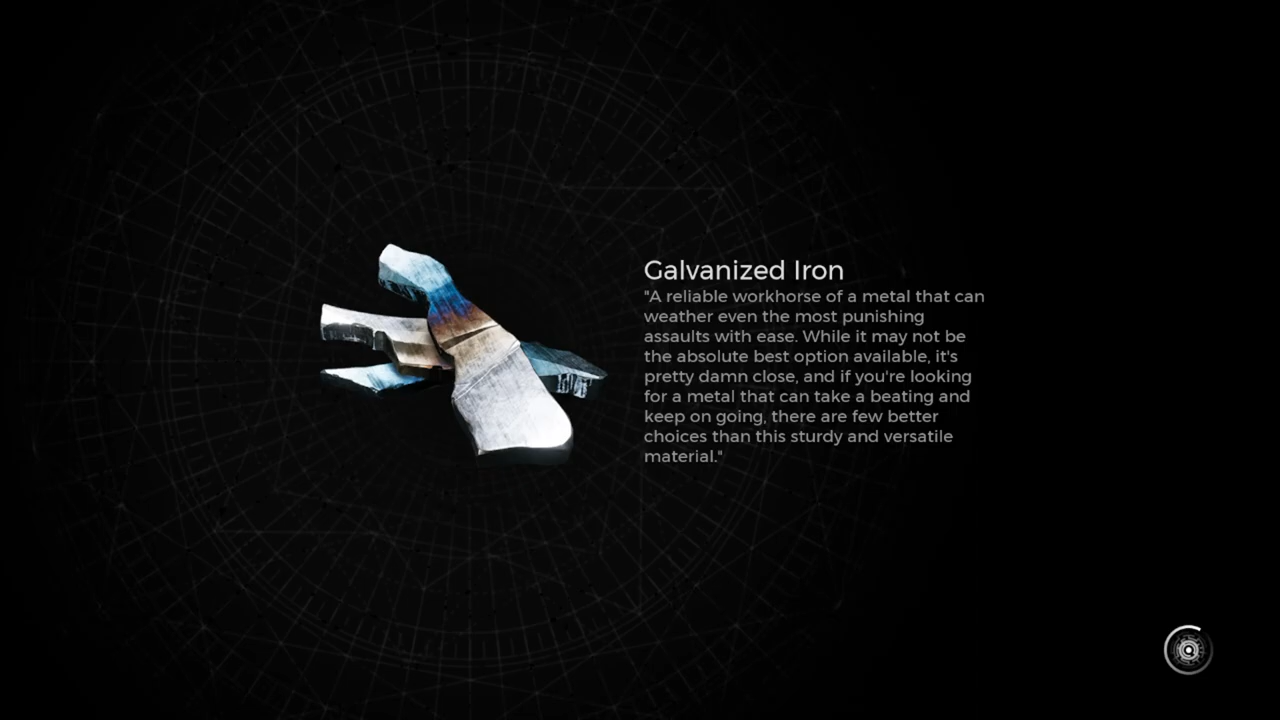 Galvanized Iron
"A reliable workhorse of a metal that can
weather even the most punishing
assaults with ease. While it may not be
the absolute best option available, it's
pretty damn close, and if you're looking
for a metal that can take a beating and
keep on going, there are few better
choices than this sturdy and versatile
material."